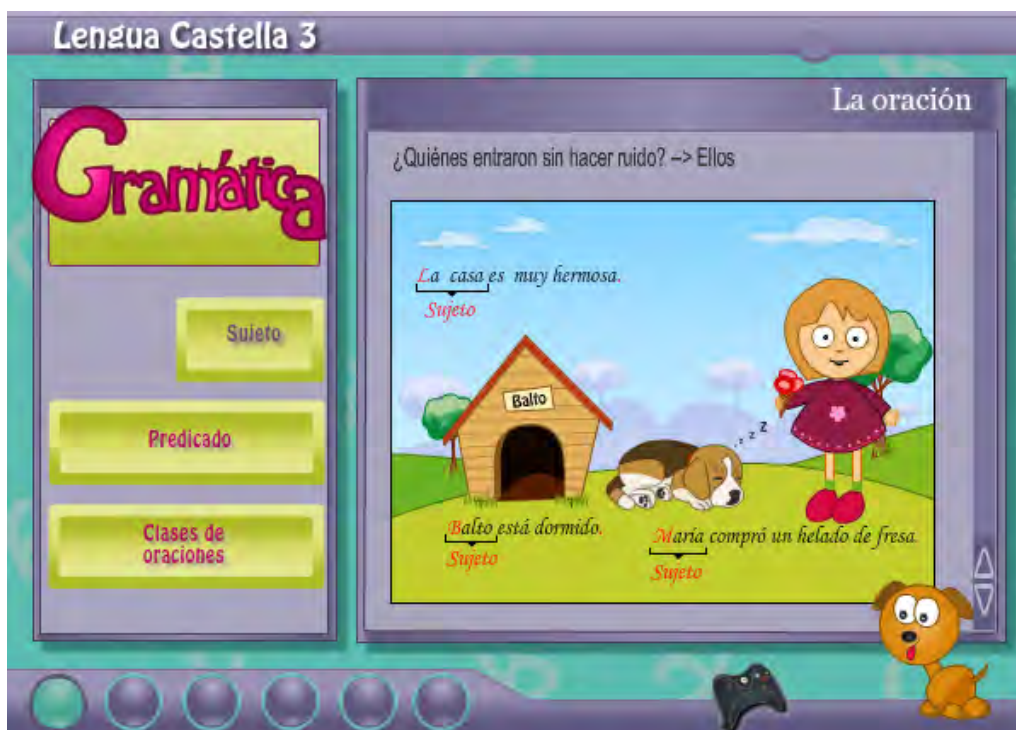 Lengua Castella 3
Gramática
Sujeto
Predicado
Clases de
oraciones
La oración
¿Quiénes entraron sin hacer ruido? --> Ellos
La casa es muy hermosa.
Sujeto
Balto
z z z
Balto está dormido.
Sujeto
María compró un helado de fresa.
Sujeto